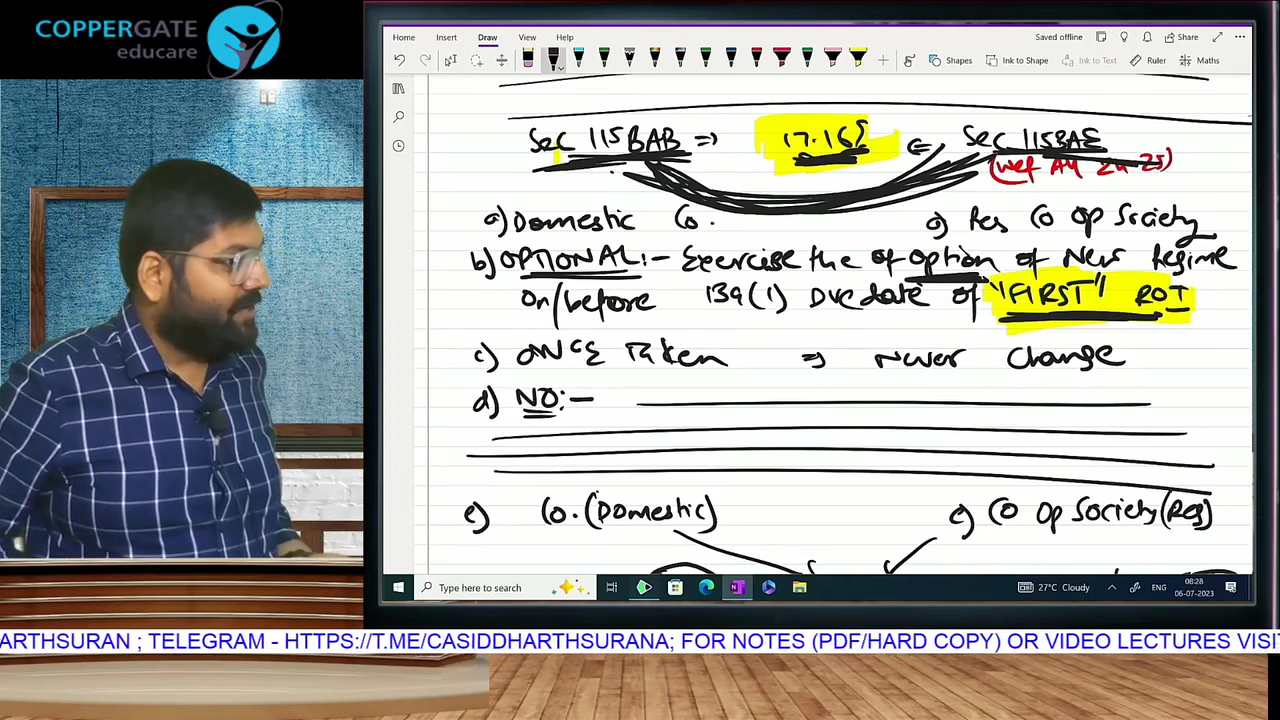 COPPERGATE
educare
Home Insert Draw View Help
Saved offline Share
Shapes Ink to Shape Ink to Text Ruler Maths
Sec 115BAB ⇒ 17.16% ⇐ Sec 115BAE
(wef AY 24-25)
a) Domestic Co. a) Res Co Op Society
b) OPTIONAL:- Exercise the of option of New Regime
on/before 139(1) Due date of "FIRST" ROI
c) ONCE Taken ⇒ Never Change
d) NO:-
e) Co. (Domestic) e) Co Op Society (Res)
Type here to search
27°C Cloudy ENG 08:28
06-07-2023
ARTHSURAN ; TELEGRAM - HTTPS://T.ME/CASIDDHARTHSURANA; FOR NOTES (PDF/HARD COPY) OR VIDEO LECTURES VISI